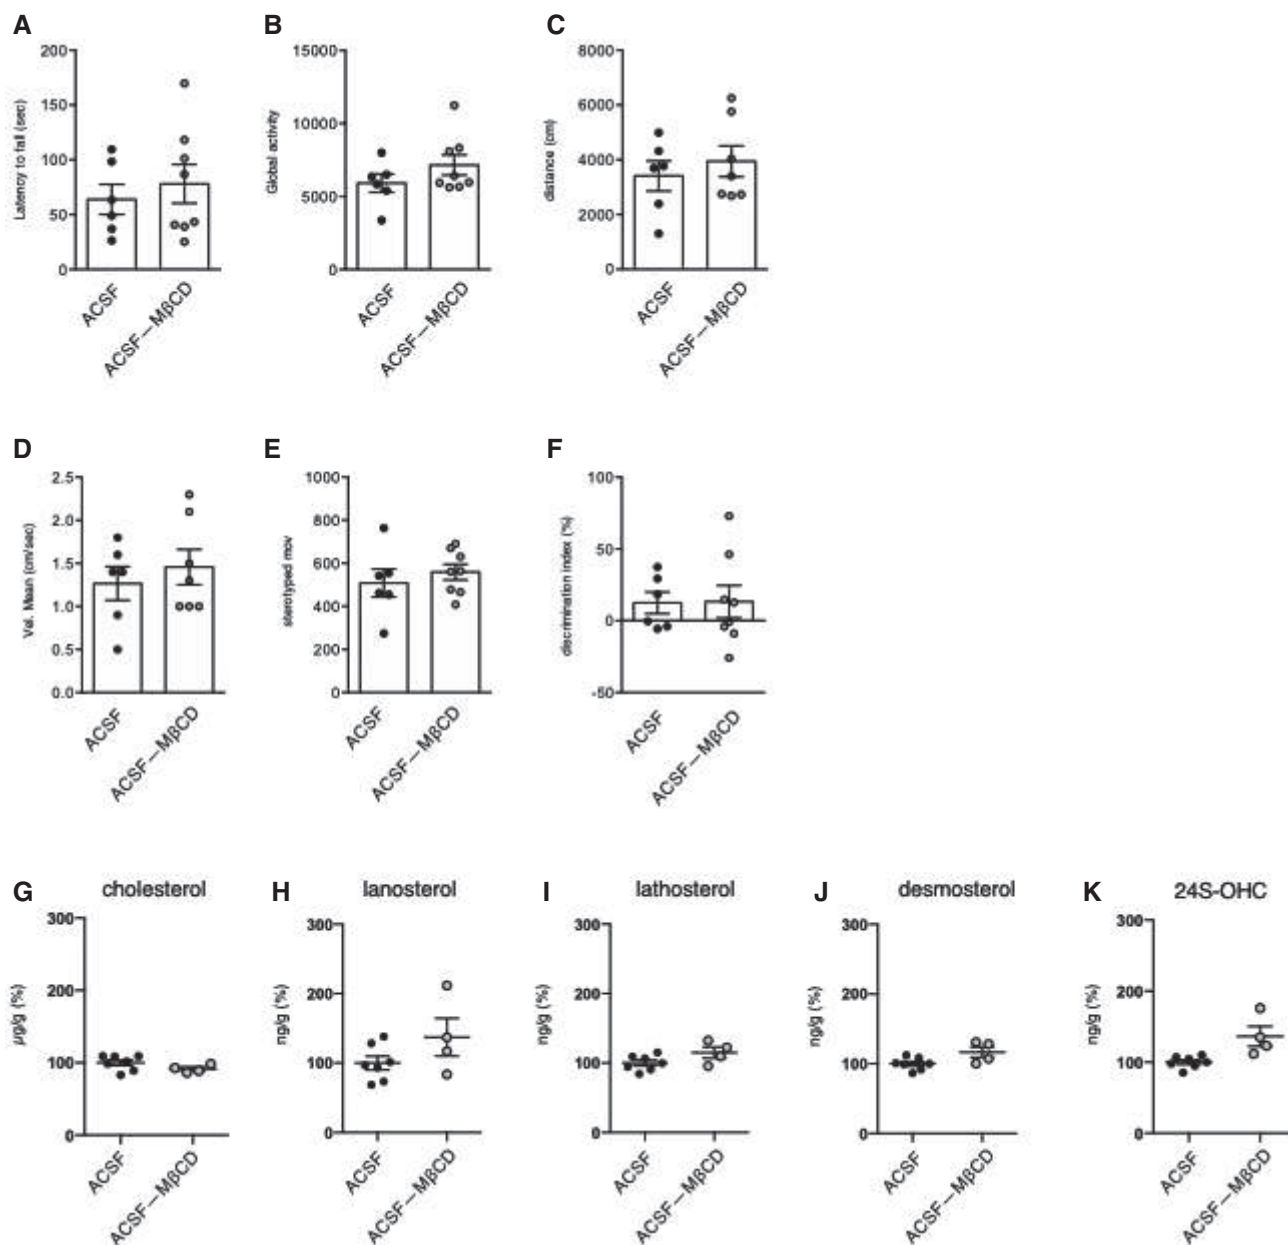 A
B
C
200
150
100
50
0
Latency to fall (sec)
ACSF
ACSF—MβCD
15000
10000
5000
0
Global activity
ACSF
ACSF—MβCD
8000
6000
4000
2000
0
distance (cm)
ACSF
ACSF—MβCD
D
E
F
2.5
2.0
1.5
1.0
0.5
0.0
Vel. Mean (cm/sec)
ACSF
ACSF—MβCD
1000
800
600
400
200
0
sterotyped mov
ACSF
ACSF—MβCD
100
50
0
-50
discrimination index (%)
ACSF
ACSF—MβCD
G
cholesterol
H
lanosterol
I
lathosterol
J
desmosterol
K
24S-OHC
300
200
100
0
µg/g (%)
ACSF
ACSF—MβCD
300
200
100
0
ng/g (%)
ACSF
ACSF—MβCD
300
200
100
0
ng/g (%)
ACSF
ACSF—MβCD
300
200
100
0
ng/g (%)
ACSF
ACSF—MβCD
300
200
100
0
ng/g (%)
ACSF
ACSF—MβCD